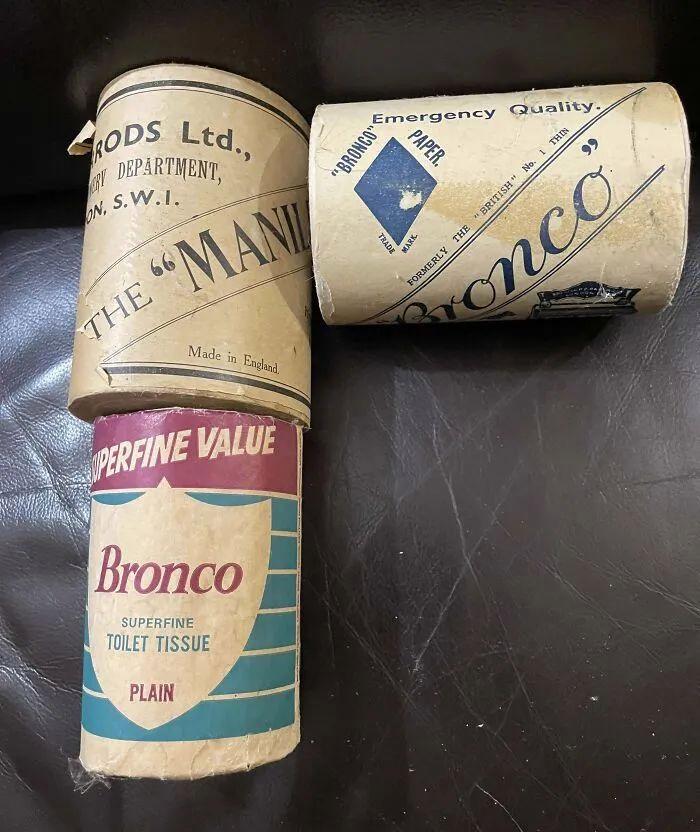 RODS Ltd.,
DEPARTMENT,
ON, S.W.1.
THE "MANIL
Made in England.
Emergency Quality.
"BRONCO" PAPER.
TRADE MARK.
FORMERLY THE "BRITISH" No. 1 THIN
Bronco"
SUPERFINE VALUE
Bronco
SUPERFINE
TOILET TISSUE
PLAIN